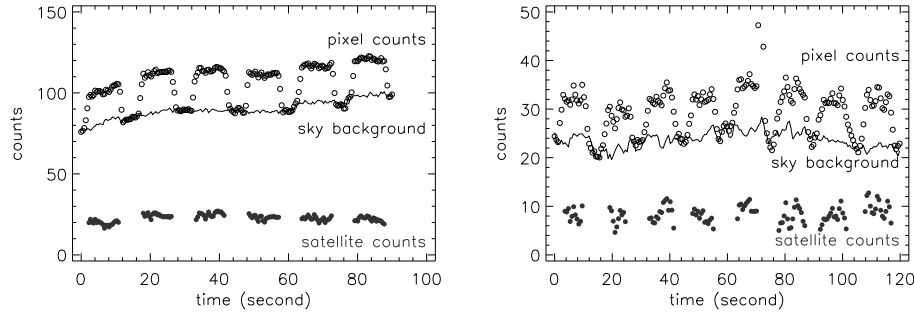 150
100
50
0
counts
pixel counts
sky background
satellite counts
0 20 40 60 80 100
time (second)
50
40
30
20
10
0
counts
pixel counts
sky background
satellite counts
0 20 40 60 80 100 120
time (second)